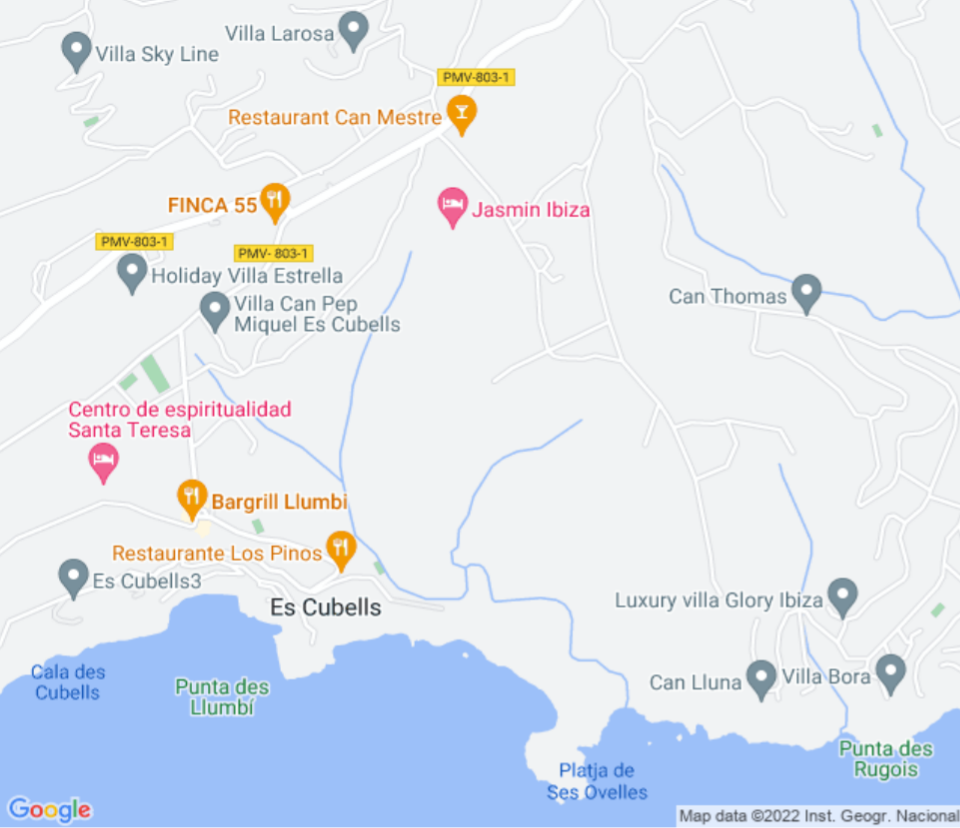 Villa Larosa
Villa Sky Line
PMV-803-1
Restaurant Can Mestre
FINCA 55
Jasmin Ibiza
PMV-803-1
PMV- 803-1
Holiday Villa Estrella
Can Thomas
Villa Can Pep
Miquel Es Cubells
Centro de espiritualidad
Santa Teresa
Bargrill Llumbi
Restaurante Los Pinos
Es Cubells3
Es Cubells
Luxury villa Glory Ibiza
Cala des
Cubells
Punta des
Llumbí
Can Lluna
Villa Bora
Punta des
Rugois
Platja de
Ses Ovelles
Google
Map data ©2022 Inst. Geogr. Nacional